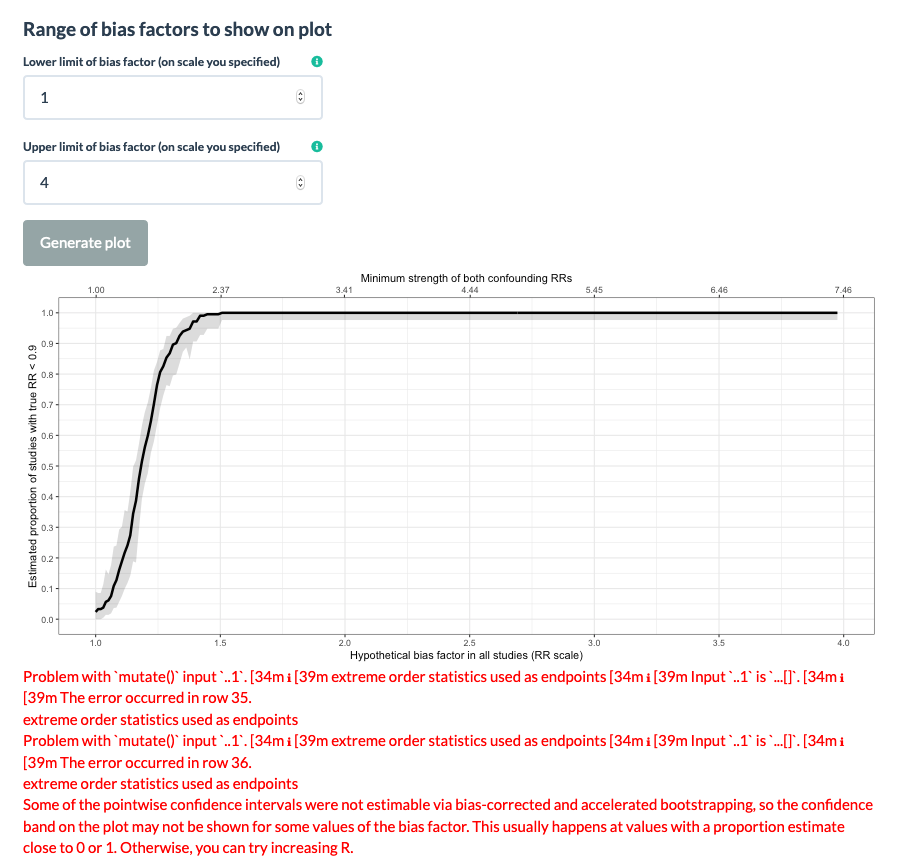 Range of bias factors to show on plot
Lower limit of bias factor (on scale you specified)
1
Upper limit of bias factor (on scale you specified)
4
Generate plot
Minimum strength of both confounding RRs
1.00 2.37 3.41 4.44 5.45 6.46 7.46
Estimated proportion of studies with true RR < 0.9
1.0
0.9
0.8
0.7
0.6
0.5
0.4
0.3
0.2
0.1
0.0
1.0 1.5 2.0 2.5 3.0 3.5 4.0
Hypothetical bias factor in all studies (RR scale)
Problem with `mutate()` input `..1`. [34m ℹ [39m extreme order statistics used as endpoints [34m ℹ [39m Input `..1` is `...[]`. [34m ℹ
[39m The error occurred in row 35.
extreme order statistics used as endpoints
Problem with `mutate()` input `..1`. [34m ℹ [39m extreme order statistics used as endpoints [34m ℹ [39m Input `..1` is `...[]`. [34m ℹ
[39m The error occurred in row 36.
extreme order statistics used as endpoints
Some of the pointwise confidence intervals were not estimable via bias-corrected and accelerated bootstrapping, so the confidence
band on the plot may not be shown for some values of the bias factor. This usually happens at values with a proportion estimate
close to 0 or 1. Otherwise, you can try increasing R.